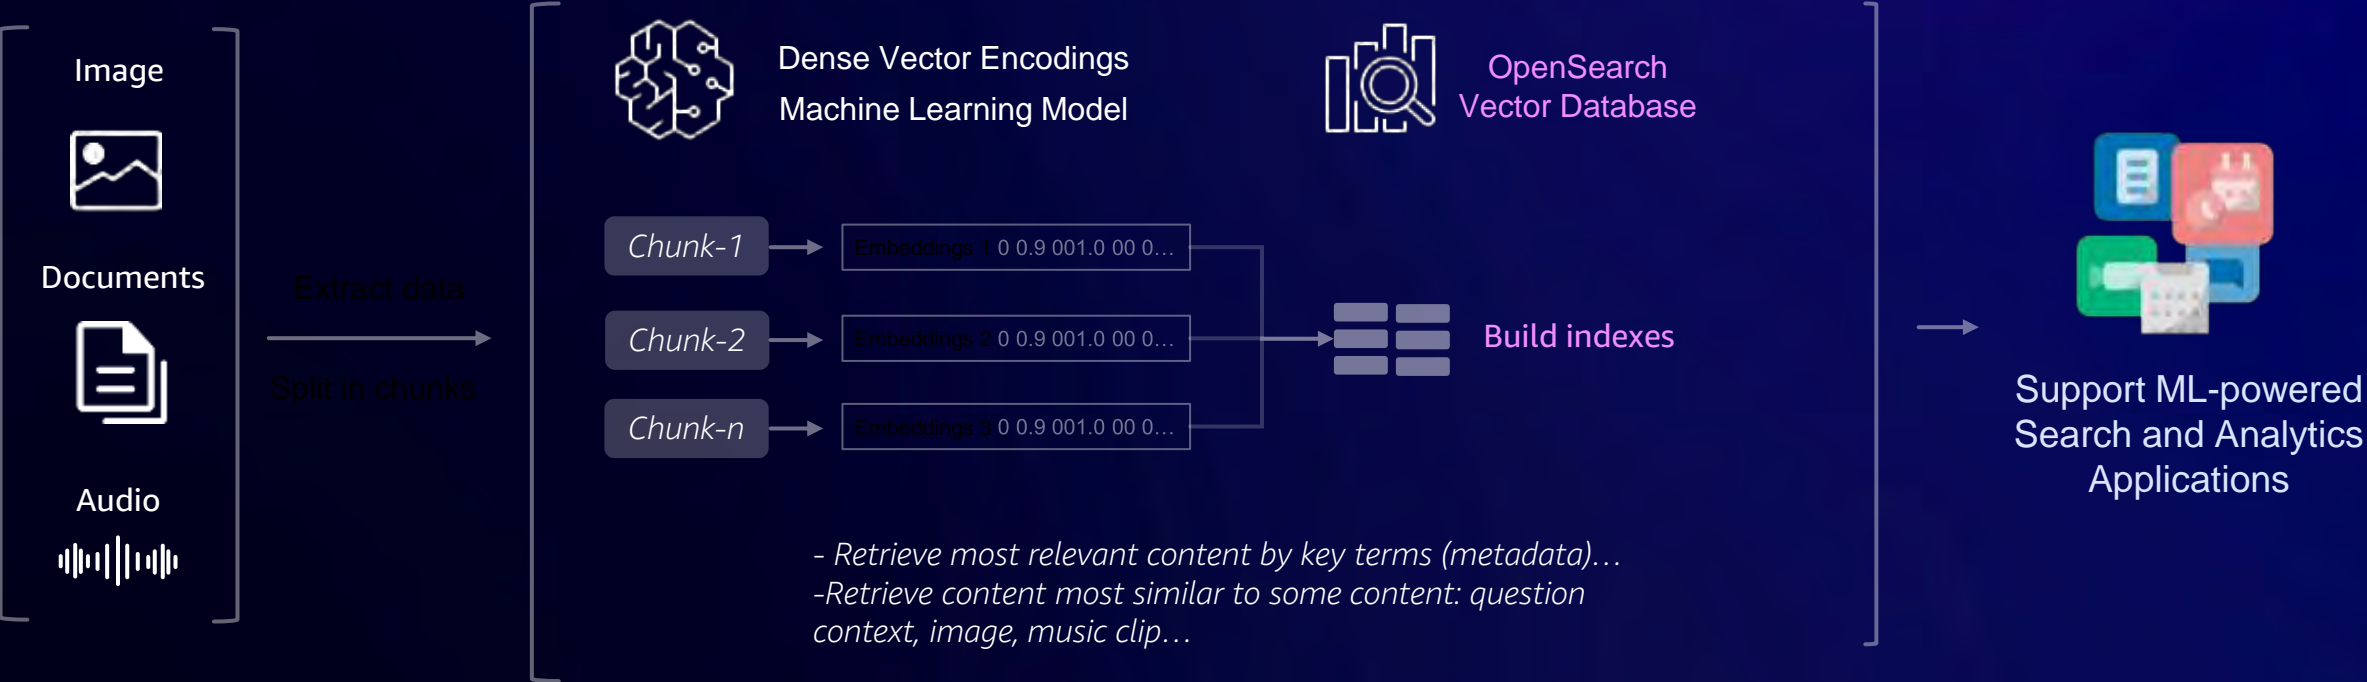 Image
Documents
Audio
Extract data
Split in chunks
Dense Vector Encodings
Machine Learning Model
OpenSearch
Vector Database
Chunk-1
Embeddings 1 0 0.9 001.0 00 0…
Chunk-2
Embeddings 2 0 0.9 001.0 00 0…
Chunk-n
Embeddings 3 0 0.9 001.0 00 0…
Build indexes
- Retrieve most relevant content by key terms (metadata)…
-Retrieve content most similar to some content: question
context, image, music clip…
Support ML-powered
Search and Analytics
Applications